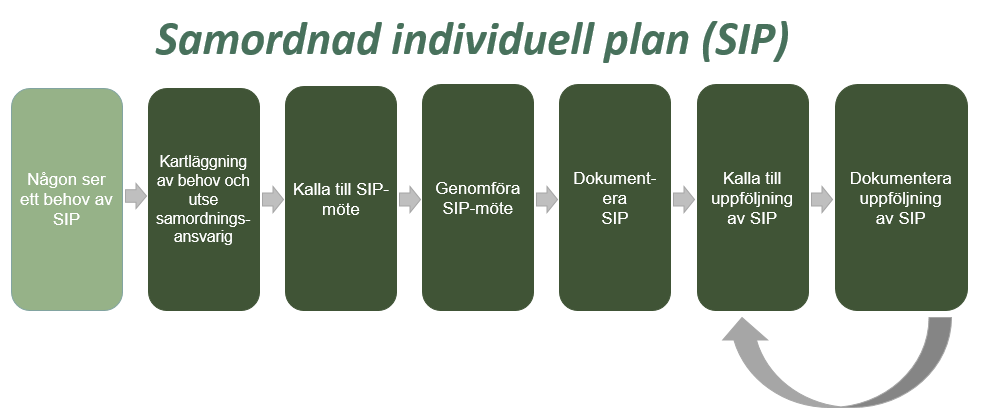 Samordnad individuell plan (SIP)
Någon ser
ett behov av
SIP
Kartläggning
av behov och
utse
samordnings-
ansvarig
Kalla till SIP-
möte
Genomföra
SIP-möte
Dokument-
era
SIP
Kalla till
uppföljning
av SIP
Dokumentera
uppföljning
av SIP